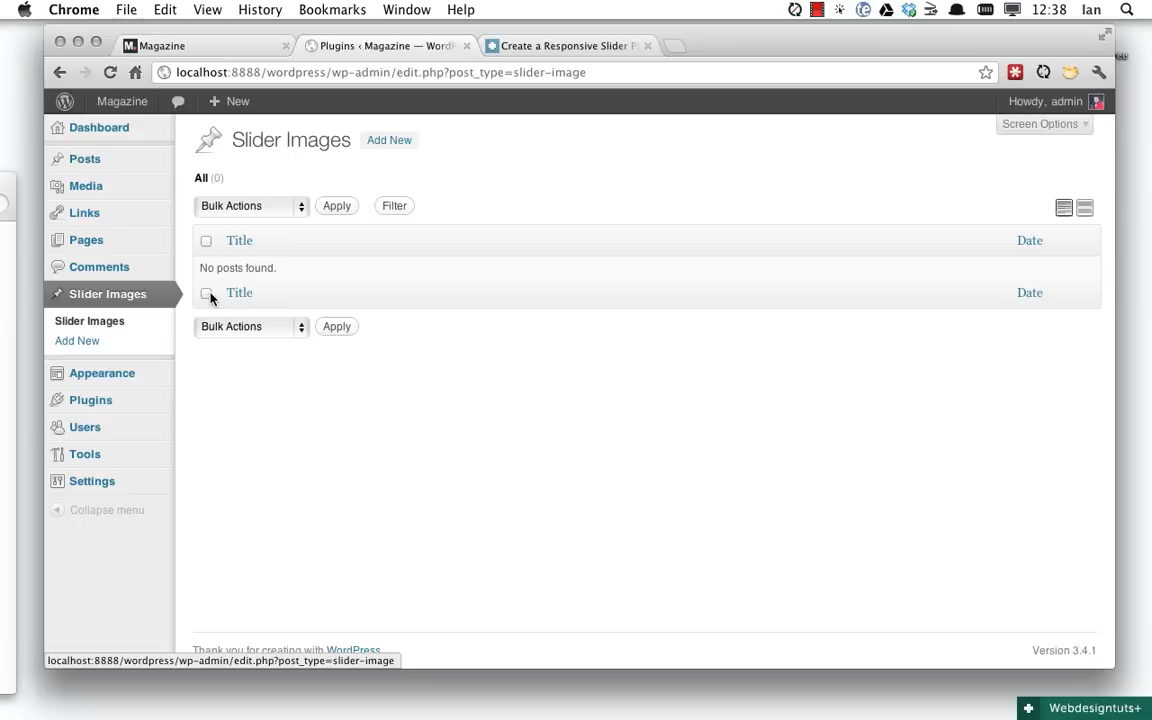 Chrome File Edit View History Bookmarks Window Help 12:38 Ian
Magazine Plugins ‹ Magazine — WordP Create a Responsive Slider P
localhost:8888/wordpress/wp-admin/edit.php?post_type=slider-image
Magazine + New Howdy, admin
Dashboard
Posts
Media
Links
Pages
Comments
Slider Images
Slider Images
Add New
Appearance
Plugins
Users
Tools
Settings
Collapse menu
Slider Images Add New Screen Options
All (0)
Bulk Actions Apply Filter
Title Date
No posts found.
Title Date
Bulk Actions Apply
Thank you for creating with WordPress Version 3.4.1
localhost:8888/wordpress/wp-admin/edit.php?post_type=slider-image
Webdesigntuts+